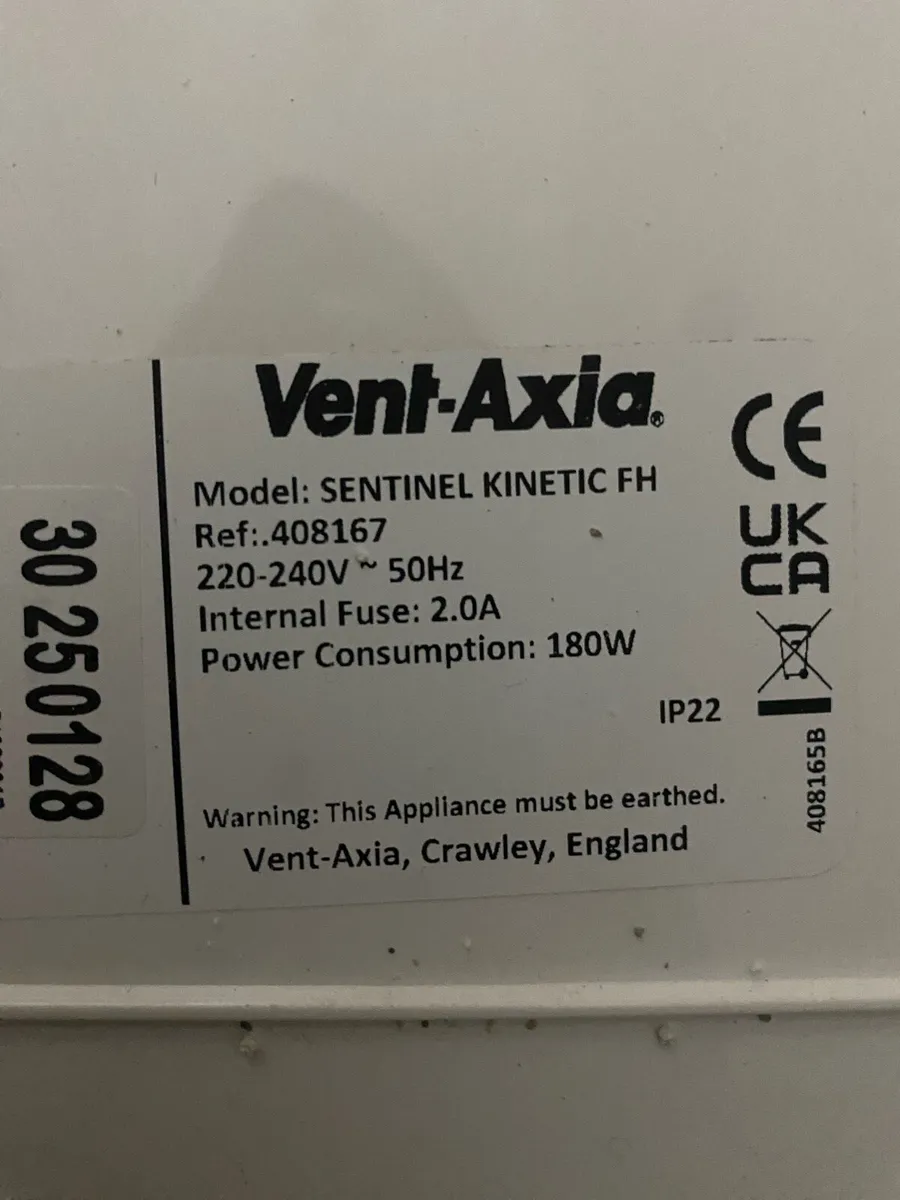 Vent-Axia®
Model: SENTINEL KINETIC FH
Ref:.408167
220-240V ~ 50Hz
Internal Fuse: 2.0A
Power Consumption: 180W
IP22
Warning: This Appliance must be earthed.
Vent-Axia, Crawley, England
CE
UK
CA
408165B
30 250128